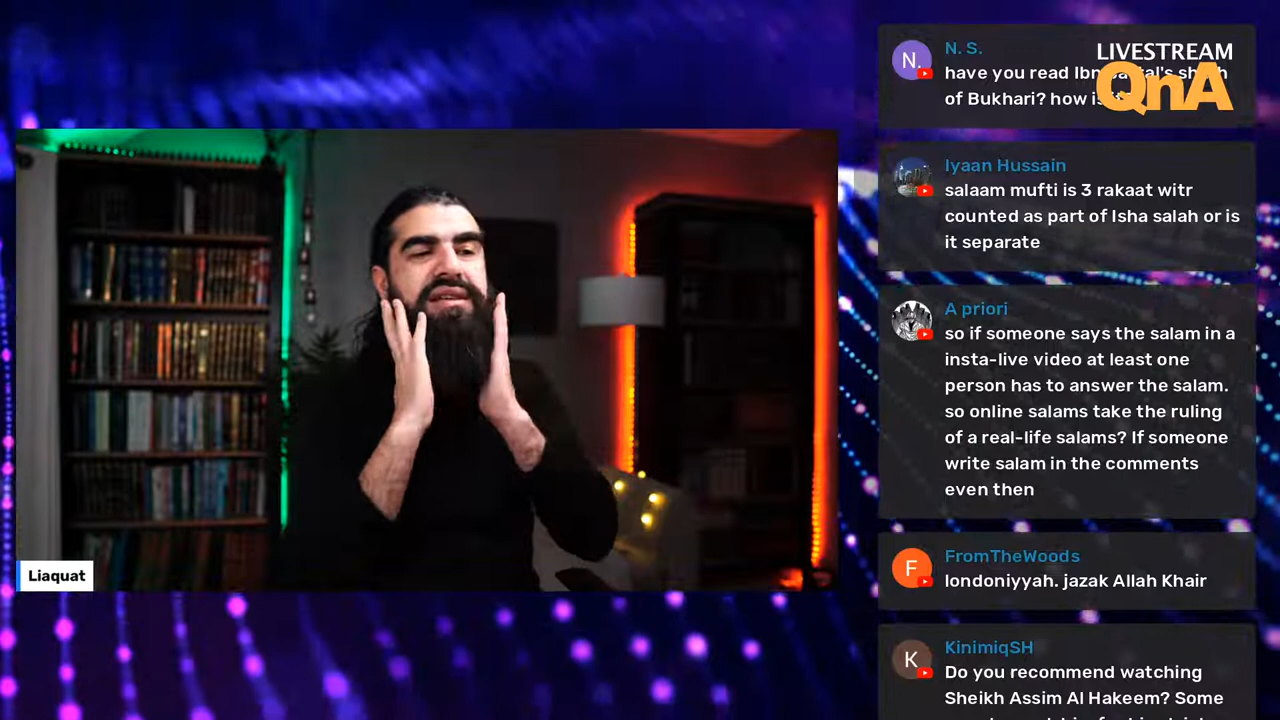 LIVESTREAM
QnA
Liaquat
N.
N. S.
have you read
of Bukhari? how
Iyaan Hussain
salaam mufti is 3 rakaat witr
counted as part of Isha salah or is
it separate
A priori
so if someone says the salam in a
insta-live video at least one
person has to answer the salam.
so online salams take the ruling
of a real-life salams? If someone
write salam in the comments
even then
F
FromTheWoods
londoniyyah. jazak Allah Khair
K
KinimiqSH
Do you recommend watching
Sheikh Assim Al Hakeem? Some